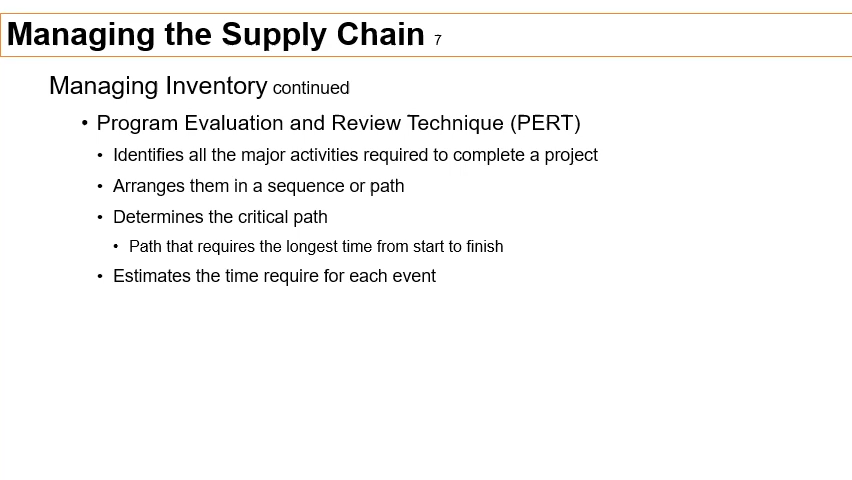 Managing the Supply Chain 7
Managing Inventory continued
• Program Evaluation and Review Technique (PERT)
• Identifies all the major activities required to complete a project
• Arranges them in a sequence or path
• Determines the critical path
• Path that requires the longest time from start to finish
• Estimates the time require for each event